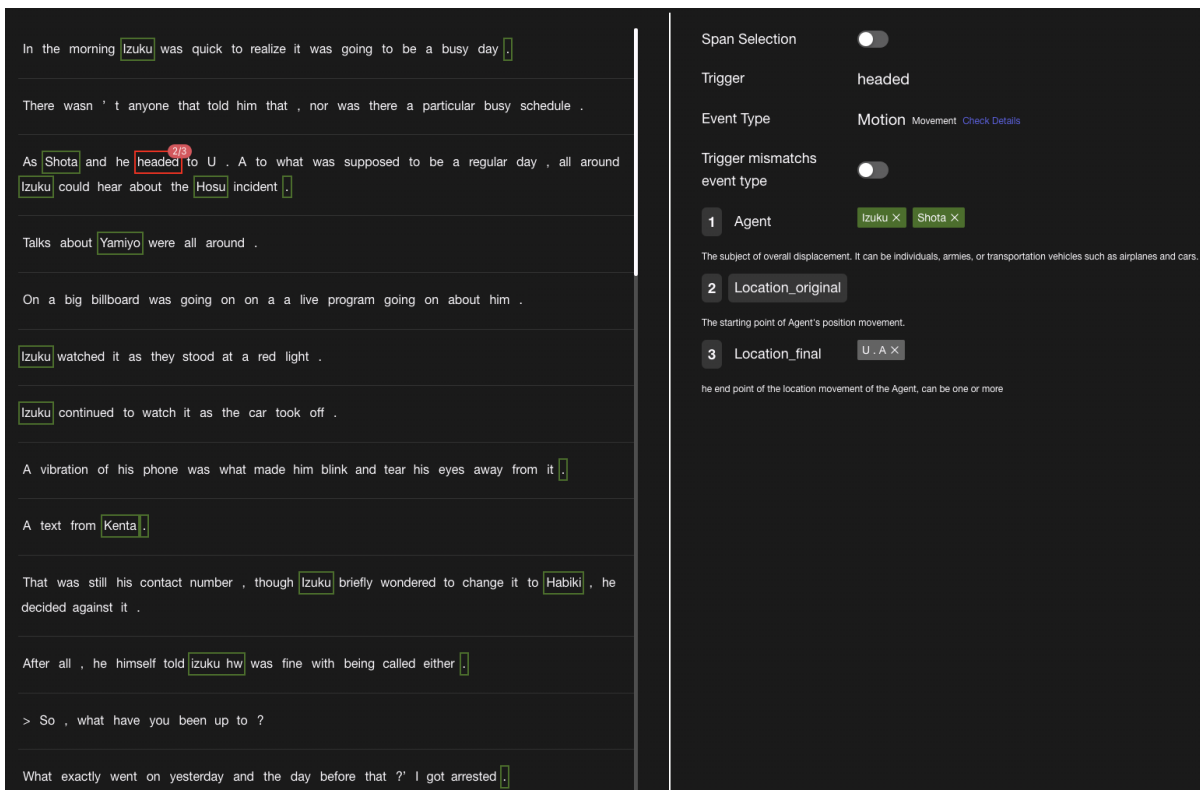 In the morning Izuku was quick to realize it was going to be a busy day .
There wasn ' t anyone that told him that , nor was there a particular busy schedule .
2/3
As Shota and he headed to U . A to what was supposed to be a regular day , all around
Izuku could hear about the Hosu incident .
Talks about Yamiyo were all around .
On a big billboard was going on on a a live program going on about him .
Izuku watched it as they stood at a red light .
Izuku continued to watch it as the car took off .
A vibration of his phone was what made him blink and tear his eyes away from it .
A text from Kenta .
That was still his contact number , though Izuku briefly wondered to change it to Habiki , he
decided against it .
After all , he himself told izuku hw was fine with being called either .
> So , what have you been up to ?
What exactly went on yesterday and the day before that ?' I got arrested .
Span Selection
Trigger headed
Event Type Motion Movement Check Details
Trigger mismatchs
event type
1 Agent Izuku × Shota ×
The subject of overall displacement. It can be individuals, armies, or transportation vehicles such as airplanes and cars.
2 Location_original
The starting point of Agent's position movement.
3 Location_final U . A ×
he end point of the location movement of the Agent, can be one or more